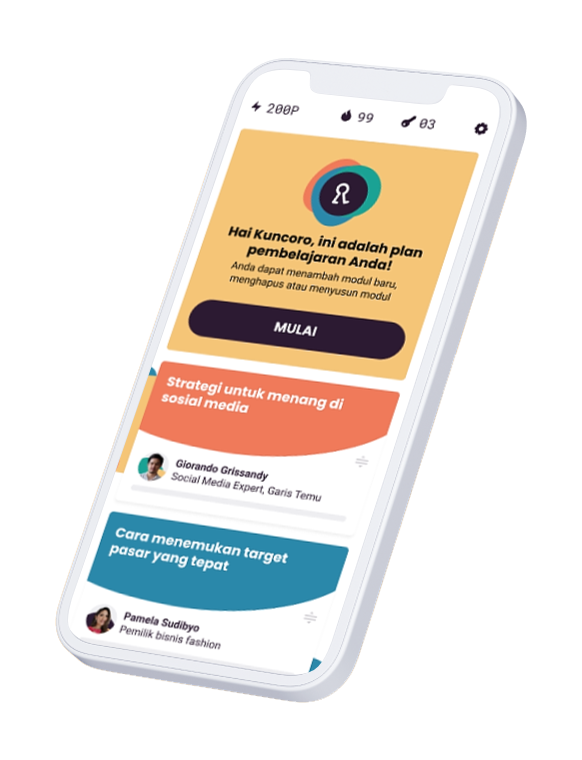 200P 99 03
Hai Kuncoro, ini adalah plan
pembelajaran Anda!
Anda dapat menambah modul baru,
menghapus atau menyusun modul
MULAI
Strategi untuk menang di
sosial media
Giorando Grissandy
Social Media Expert, Garis Temu
Cara menemukan target
pasar yang tepat
Pamela Sudibyo
Pemilik bisnis fashion